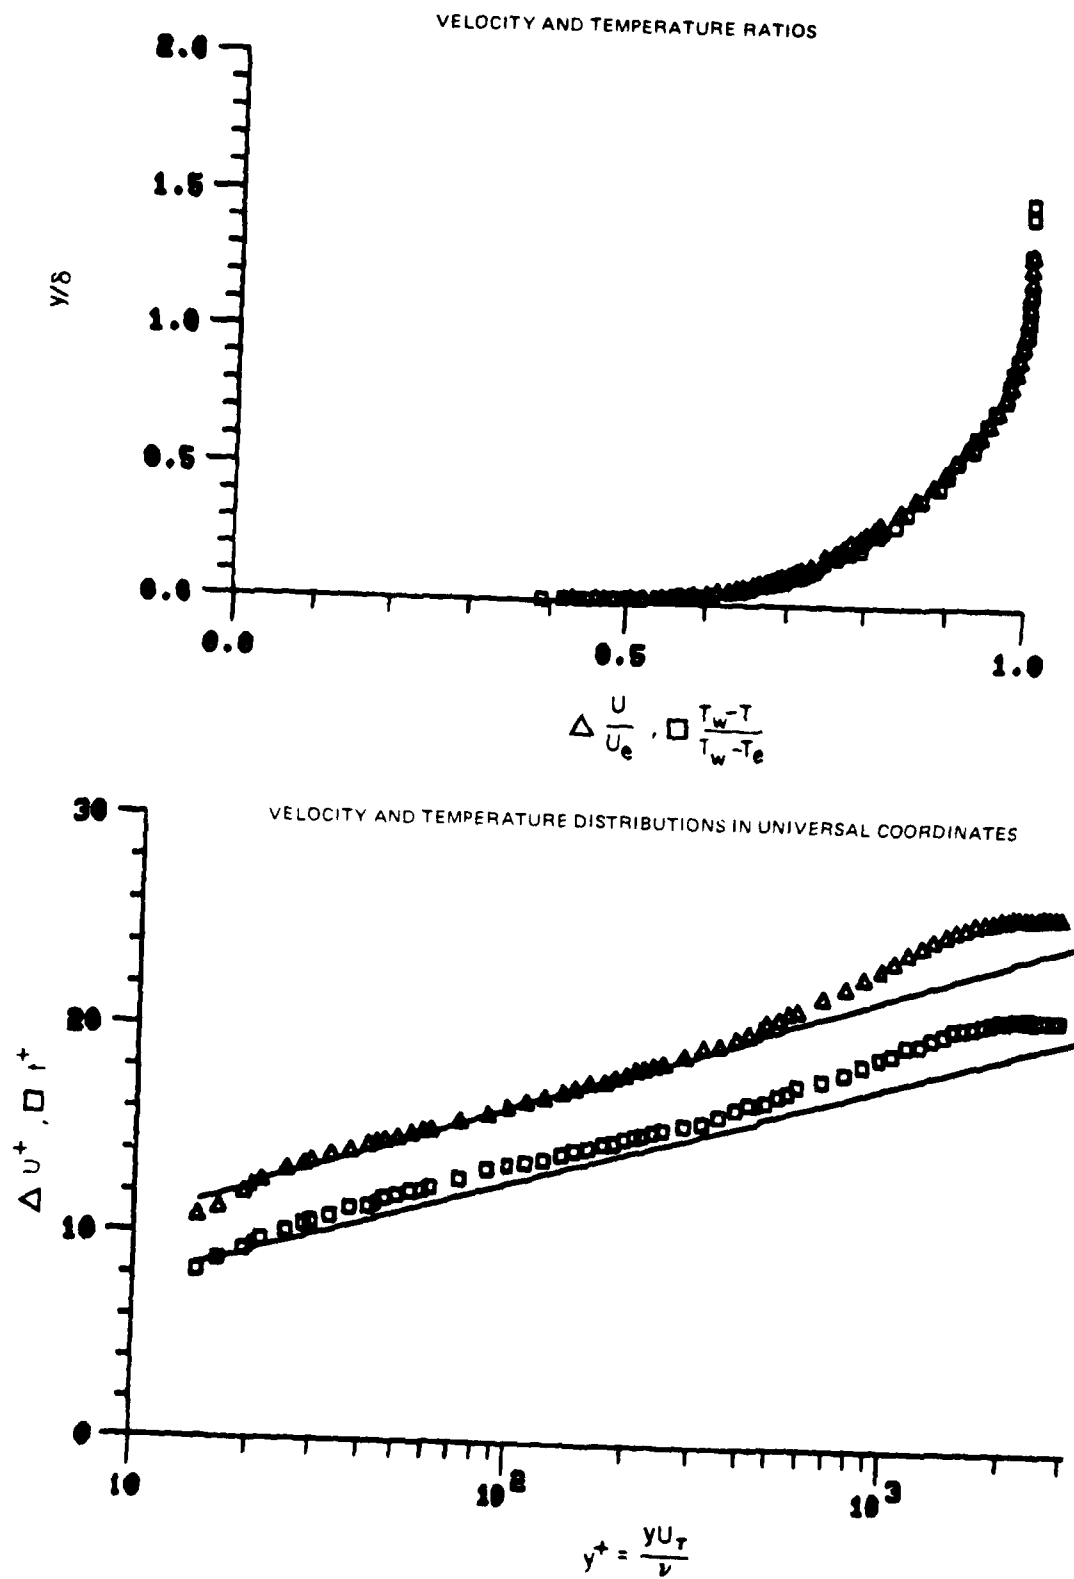 VELOCITY AND TEMPERATURE RATIOS
2.0
1.5
y/δ
1.0
0.5
0.0
0.0 0.5 1.0
△ U/Ue , □ Tw-T/Tw-Te
VELOCITY AND TEMPERATURE DISTRIBUTIONS IN UNIVERSAL COORDINATES
30
20
△ u+, □ t+
10
0
10 10² 10³
y+ = yUτ/ν